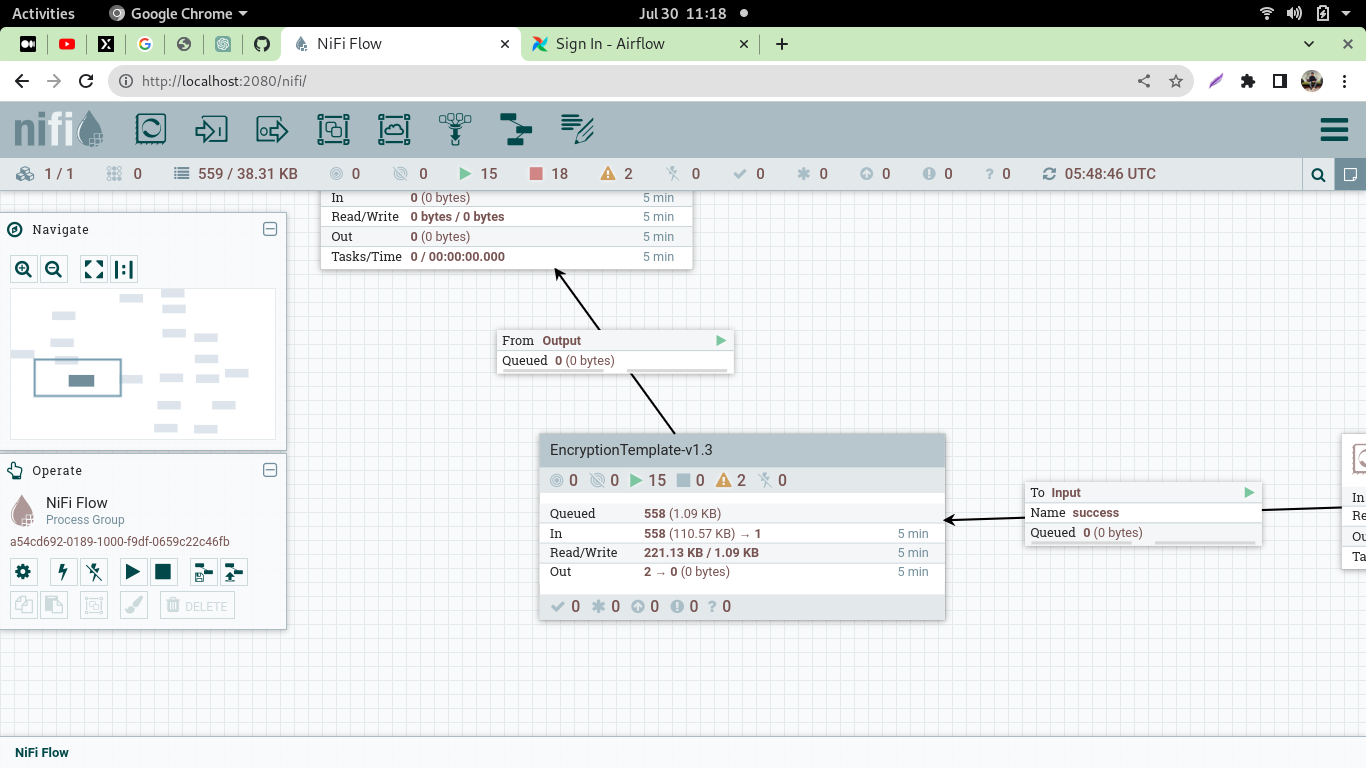 Activities Google Chrome Jul 30 11:18
NiFi Flow Sign In - Airflow
http://localhost:2080/nifi/
nifi
1 / 1 0 559 / 38.31 KB 0 0 15 18 2 0 0 0 0 0 ? 0 05:48:46 UTC
In 0 (0 bytes) 5 min
Read/Write 0 bytes / 0 bytes 5 min
Out 0 (0 bytes) 5 min
Tasks/Time 0 / 00:00:00.000 5 min
Navigate
From Output
Queued 0 (0 bytes)
EncryptionTemplate-v1.3
0 0 15 0 2 0
Queued 558 (1.09 KB)
In 558 (110.57 KB) → 1 5 min
Read/Write 221.13 KB / 1.09 KB 5 min
Out 2 → 0 (0 bytes) 5 min
0 0 0 0 ? 0
To Input
Name success
Queued 0 (0 bytes)
In
Re
Ou
Ta
Operate
NiFi Flow
Process Group
a54cd692-0189-1000-f9df-0659c22c46fb
DELETE
NiFi Flow